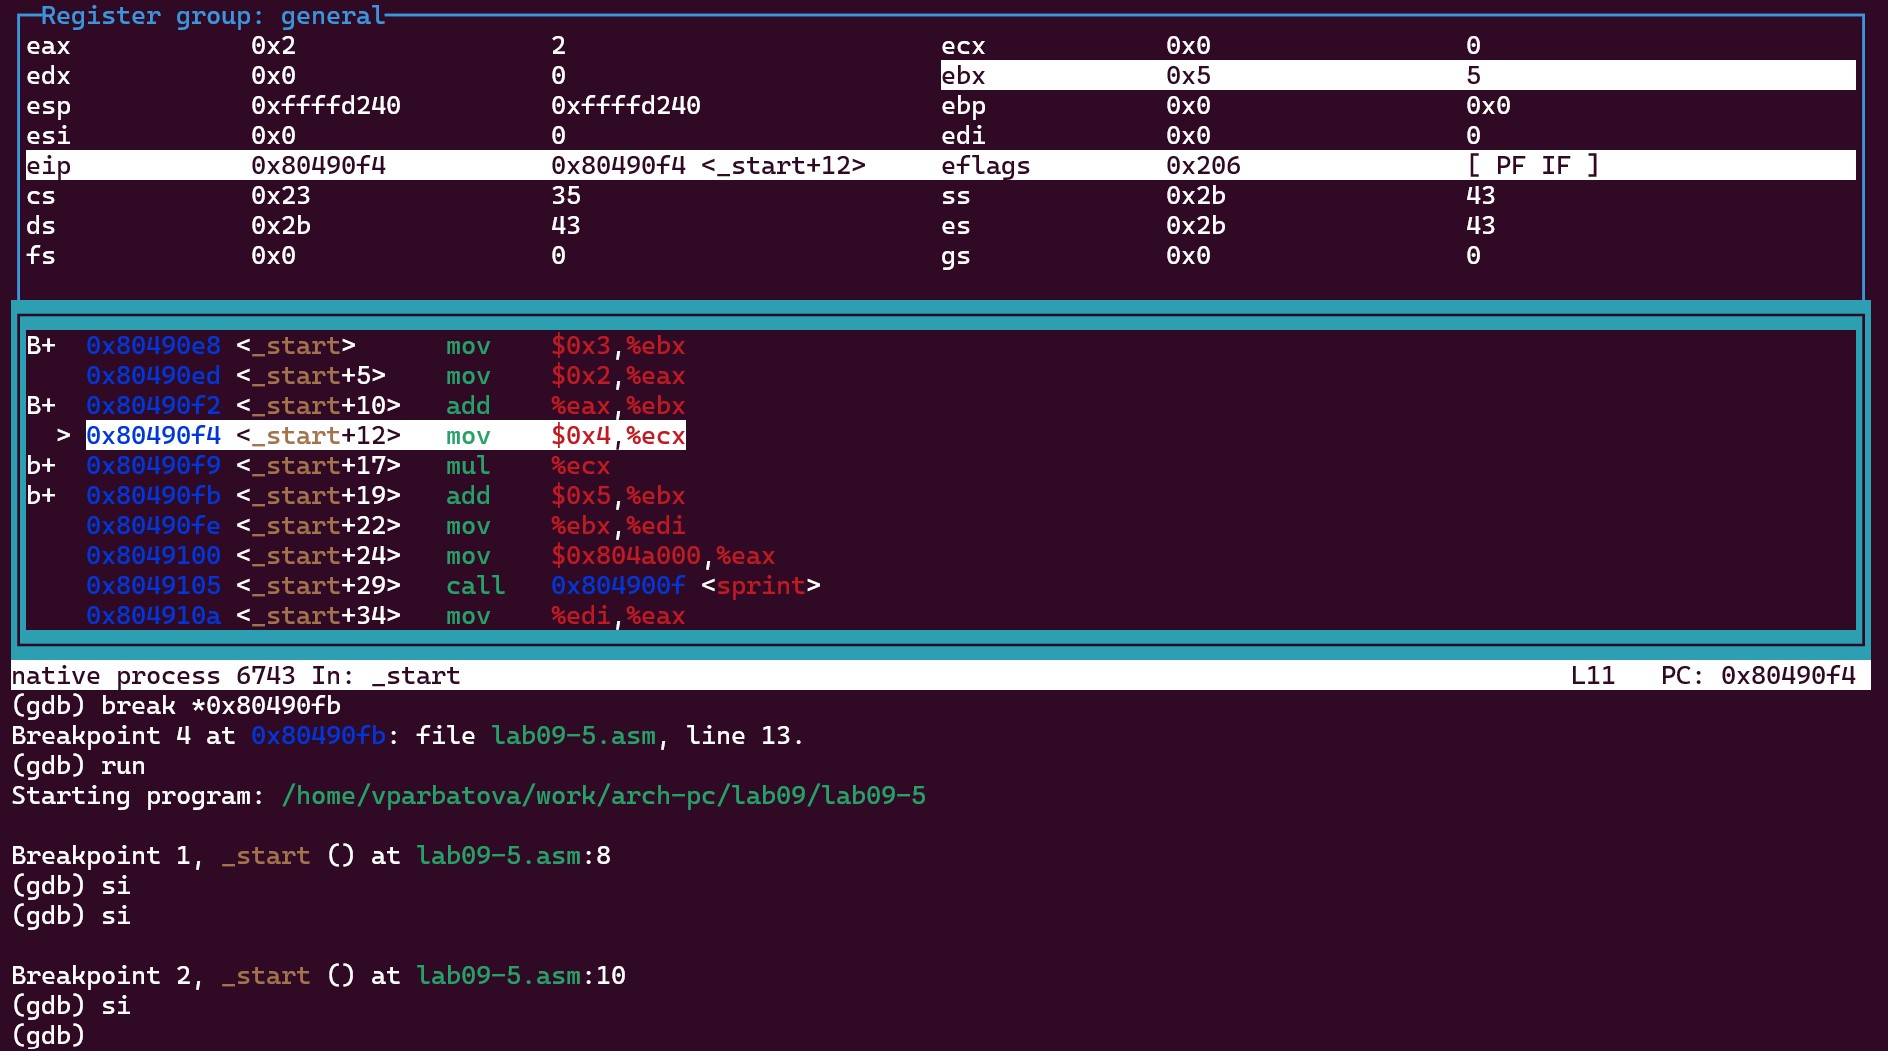 Register group: general
eax 0x2 2 ecx 0x0 0
edx 0x0 0 ebx 0x5 5
esp 0xffffd240 0xffffd240 ebp 0x0 0x0
esi 0x0 0 edi 0x0 0
eip 0x80490f4 0x80490f4 <_start+12> eflags 0x206 [ PF IF ]
cs 0x23 35 ss 0x2b 43
ds 0x2b 43 es 0x2b 43
fs 0x0 0 gs 0x0 0
B+ 0x80490e8 <_start> mov $0x3,%ebx
0x80490ed <_start+5> mov $0x2,%eax
B+ 0x80490f2 <_start+10> add %eax,%ebx
> 0x80490f4 <_start+12> mov $0x4,%ecx
b+ 0x80490f9 <_start+17> mul %ecx
b+ 0x80490fb <_start+19> add $0x5,%ebx
0x80490fe <_start+22> mov %ebx,%edi
0x8049100 <_start+24> mov $0x804a000,%eax
0x8049105 <_start+29> call 0x804900f <sprint>
0x804910a <_start+34> mov %edi,%eax
native process 6743 In: _start L11 PC: 0x80490f4
(gdb) break *0x80490fb
Breakpoint 4 at 0x80490fb: file lab09-5.asm, line 13.
(gdb) run
Starting program: /home/vparbatova/work/arch-pc/lab09/lab09-5
Breakpoint 1, _start () at lab09-5.asm:8
(gdb) si
(gdb) si
Breakpoint 2, _start () at lab09-5.asm:10
(gdb) si
(gdb)